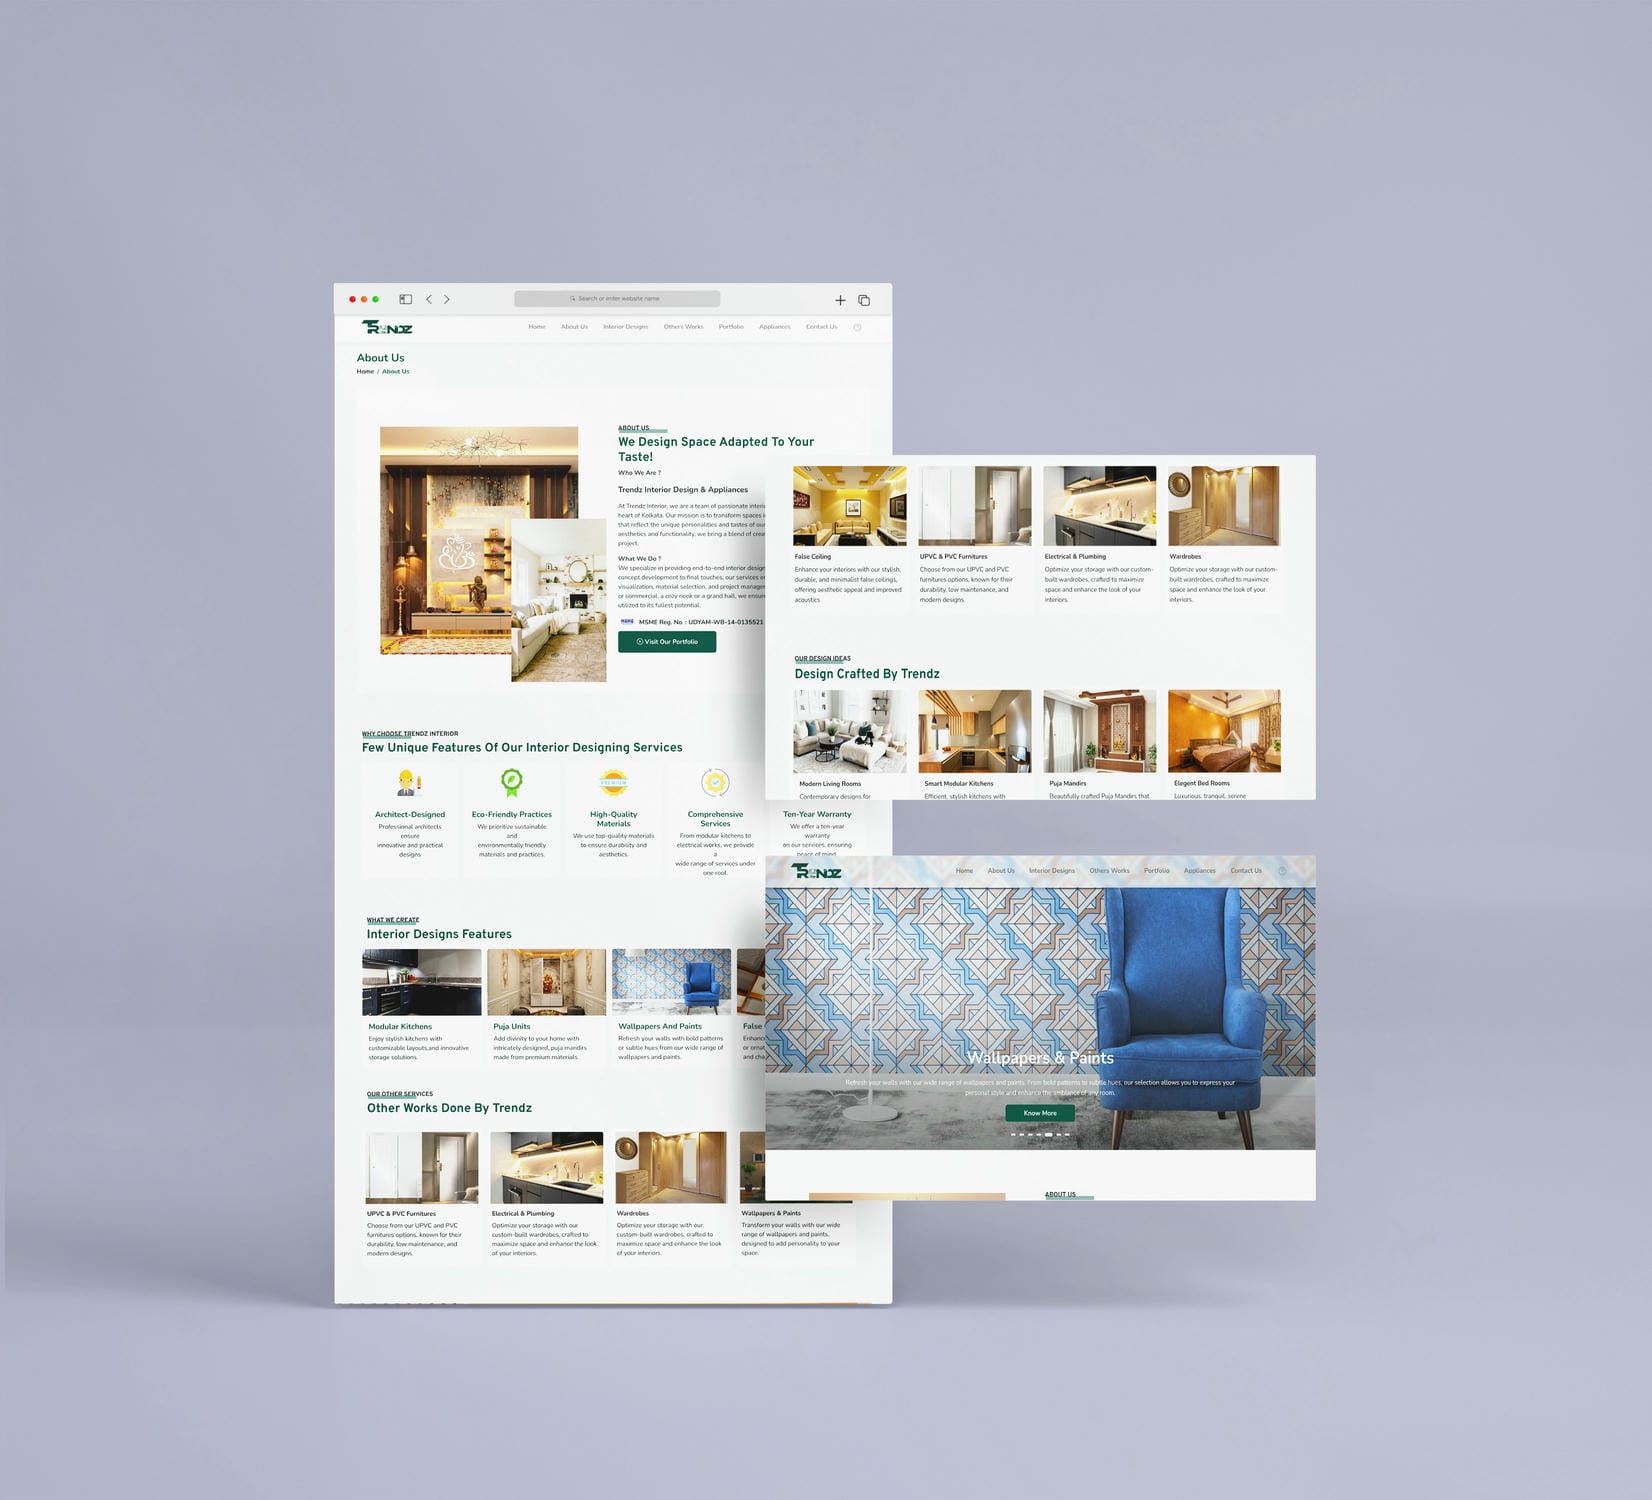 Search or enter website name
TRENDZ
Home
About Us
Interior Designs
Others Works
Portfolio
Appliances
Contact Us
About Us
Home / About Us
ABOUT US
We Design Space Adapted To Your
Taste!
Who We Are ?
Trendz Interior Design & Appliances
At Trendz Interior, we are a team of passionate
heart of Kolkata. Our mission is to transform spaces
that reflect the unique personalities and tastes of our
aesthetics and functionality, we bring a blend of
project.
What We Do ?
We specialize in providing end-to-end interior
concept development to final touches, our services
visualization, material selection, and project
or commercial, a cozy nook or a grand hall, we
utilized to its fullest potential.
MSME Reg. No. : UDYAM-WB-14-0135521
Visit Our Portfolio
WHY CHOOSE TRENDZ INTERIOR
Few Unique Features Of Our Interior Designing Services
Architect-Designed
Professional architects
ensure
innovative and practical
designs
Eco-Friendly Practices
We prioritize sustainable
and
environmentally friendly
materials and practices.
PREMIUM
High-Quality
Materials
We use top-quality materials
to ensure durability and
aesthetics.
Comprehensive
Services
From modular kitchens to
electrical works, we provide
a
wide range of services under
one roof.
Ten-Year Warranty
We offer a ten-year
warranty
on our services, ensuring
peace of mind
WHAT WE CREATE
Interior Designs Features
Modular Kitchens
Enjoy stylish kitchens with
customizable layouts,and innovative
storage solutions.
Puja Units
Add divinity to your home with
intricately designed, puja mandirs
made from premium materials.
Wallpapers And Paints
Refresh your walls with bold patterns
or subtle hues from our wide range of
wallpapers and paints.
False
OUR OTHER SERVICES
Other Works Done By Trendz
UPVC & PVC Furnitures
Choose from our UPVC and PVC
furnitures options, known for their
durability, low maintenance, and
modern designs.
Electrical & Plumbing
Optimize your storage with our
custom-built wardrobes, crafted to
maximize space and enhance the look
of your interiors.
Wardrobes
Optimize your storage with our
custom-built wardrobes, crafted to
maximize space and enhance the look
of your interiors.
Wallpapers & Paints
Transform your walls with our wide
range of wallpapers and paints,
designed to add personality to your
space.
False Ceiling
Enhance your interiors with our stylish,
durable, and minimalist false ceilings,
offering aesthetic appeal and improved
acoustics.
UPVC & PVC Furnitures
Choose from our UPVC and PVC
furnitures options, known for their
durability, low maintenance, and
modern designs.
Electrical & Plumbing
Optimize your storage with our custom-
built wardrobes, crafted to maximize
space and enhance the look of your
interiors.
Wardrobes
Optimize your storage with our custom-
built wardrobes, crafted to maximize
space and enhance the look of your
interiors.
OUR DESIGN IDEAS
Design Crafted By Trendz
Modern Living Rooms
Contemporary designs for
Smart Modular Kitchens
Efficient, stylish kitchens with
Puja Mandirs
Beautifully crafted Puja Mandirs that
Elegent Bed Rooms
Luxurious, tranquil, serene
TRENDZ
Home
About Us
Interior Designs
Others Works
Portfolio
Appliances
Contact Us
Wallpapers & Paints
Refresh your walls with our wide range of wallpapers and paints. From bold patterns to subtle hues, our selection allows you to express your
personal style and enhance the ambiance of any room.
Know More
ABOUT US